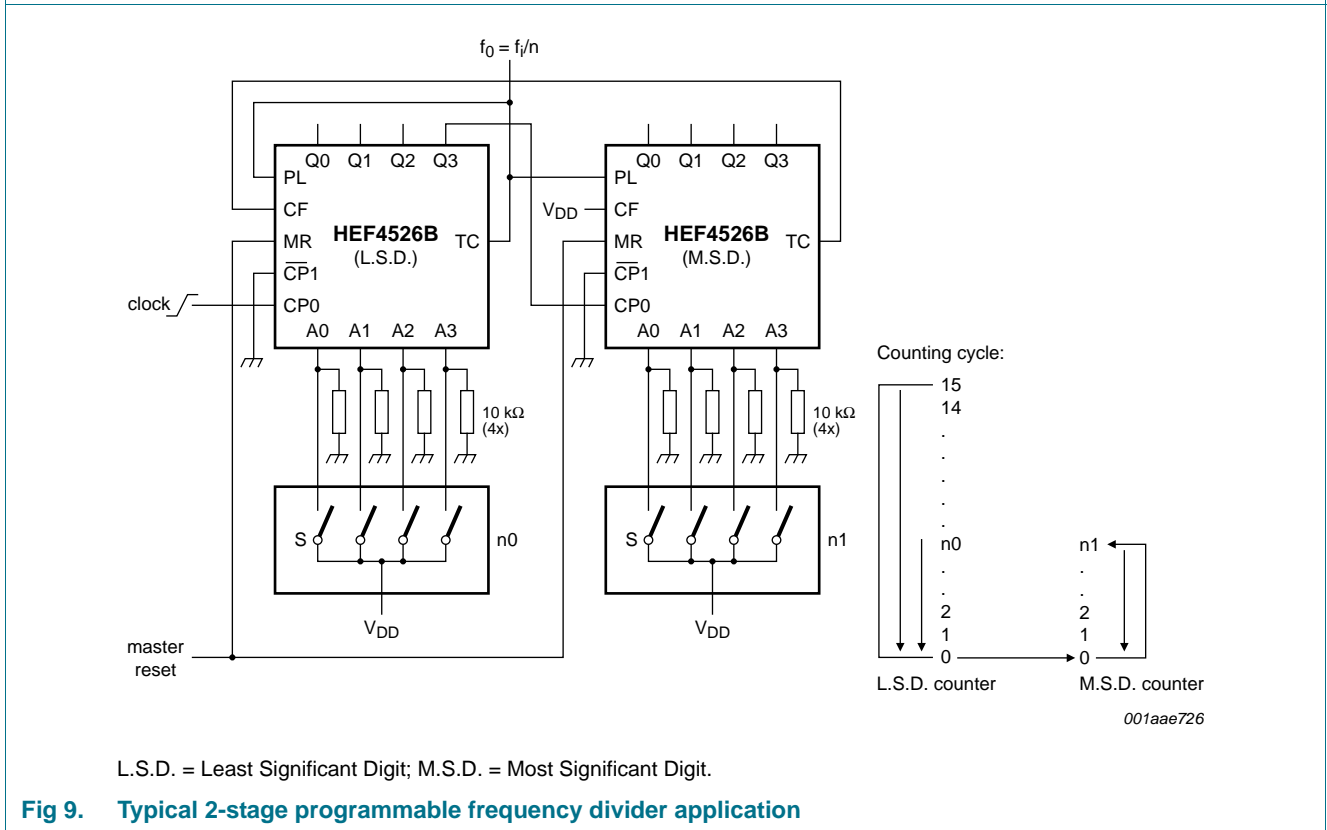 f0 = fi/n
Q0 Q1 Q2 Q3
PL
CF
MR
CP1
CP0
HEF4526B
(L.S.D.)
TC
A0 A1 A2 A3
clock
10 kΩ
(4x)
S
n0
VDD
master
reset
Q0 Q1 Q2 Q3
PL
VDD
CF
MR
CP1
CP0
HEF4526B
(M.S.D.)
TC
A0 A1 A2 A3
10 kΩ
(4x)
S
n1
VDD
Counting cycle:
15
14
.
.
.
.
.
n0 n1
. .
. .
2 2
1 1
0 0
L.S.D. counter M.S.D. counter
001aae726
L.S.D. = Least Significant Digit; M.S.D. = Most Significant Digit.
Fig 9. Typical 2-stage programmable frequency divider application